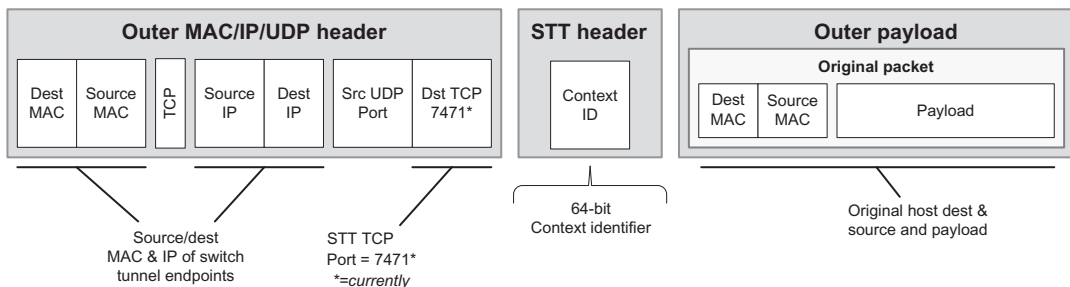 Outer MAC/IP/UDP header
STT header
Outer payload
Original packet
Dest
MAC
Source
MAC
TCP
Source
IP
Dest
IP
Src UDP
Port
Dst TCP
7471*
Context
ID
Dest
MAC
Source
MAC
Payload
Source/dest
MAC & IP of switch
tunnel endpoints
STT TCP
Port = 7471*
*=currently
64-bit
Context identifier
Original host dest &
source and payload